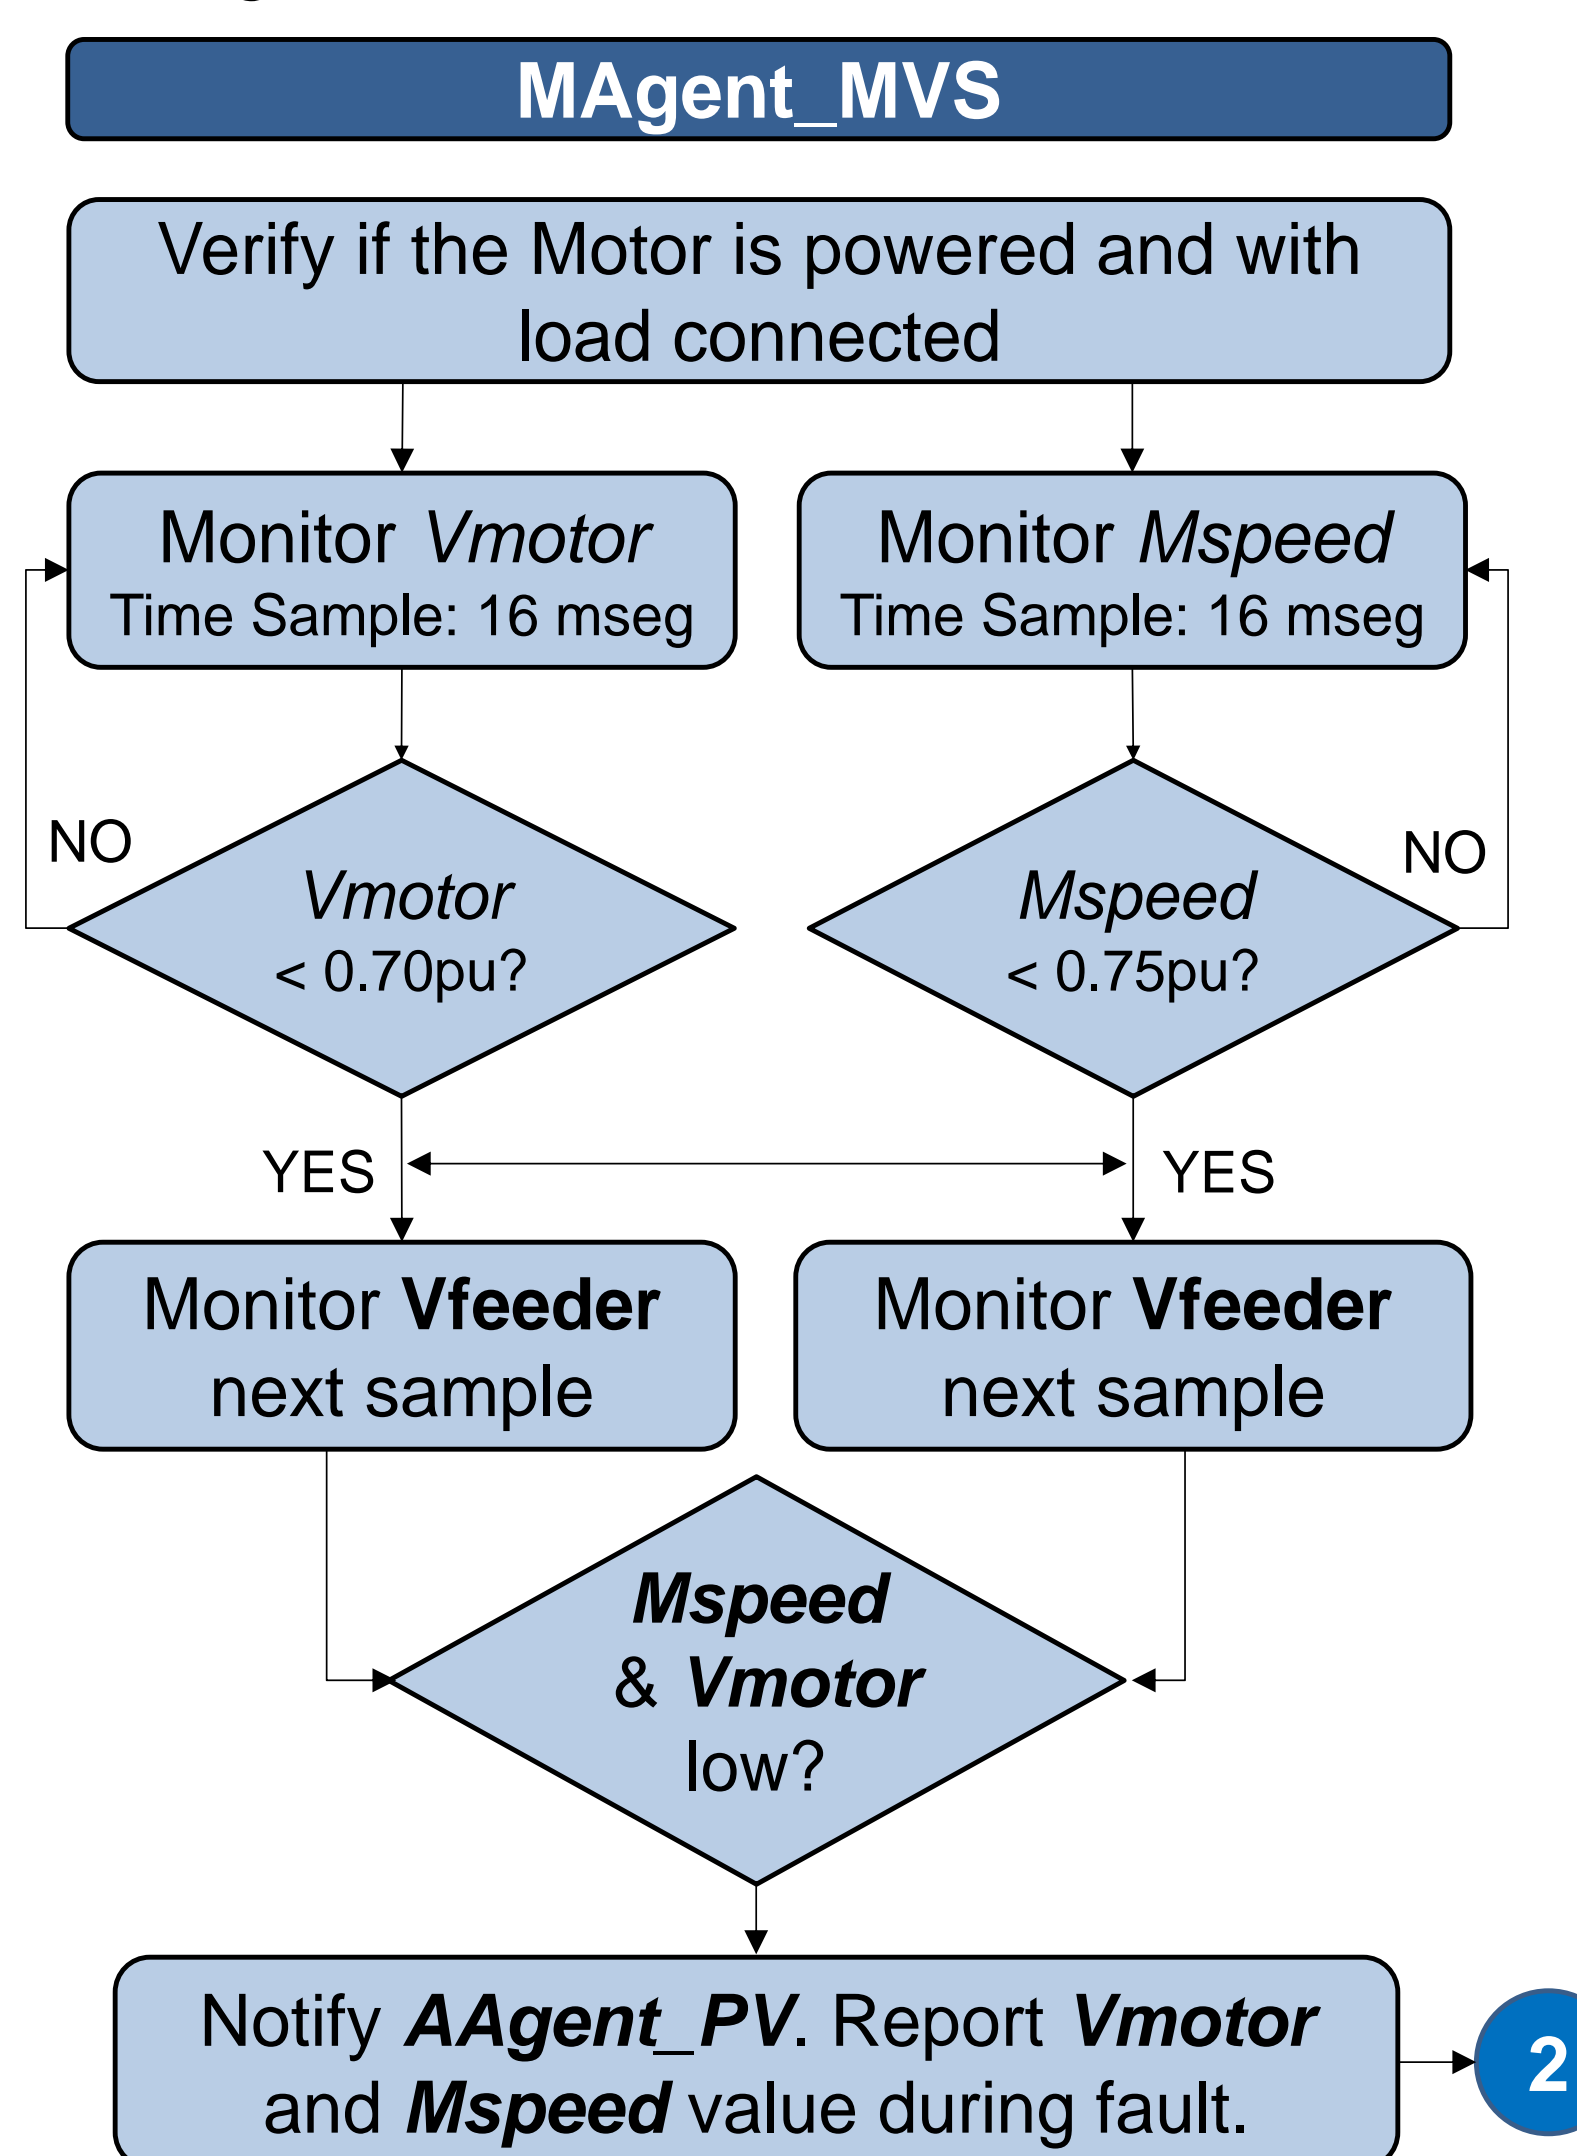 MAgent_MVS
Verify if the Motor is powered and with
load connected
Monitor Vmotor
Time Sample: 16 mseg
Monitor Mspeed
Time Sample: 16 mseg
NO
Vmotor
< 0.70pu?
Mspeed
< 0.75pu?
NO
YES
YES
Monitor Vfeeder
next sample
Monitor Vfeeder
next sample
Mspeed
& Vmotor
low?
Notify AAgent_PV. Report Vmotor
and Mspeed value during fault.
2